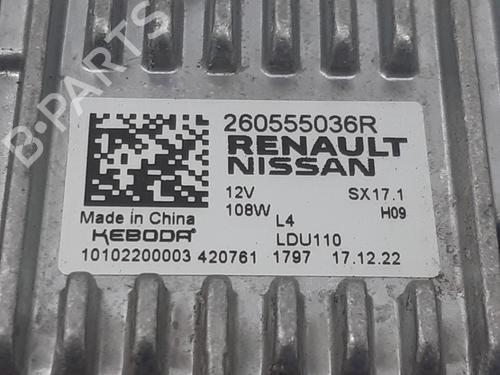 B-PARTS
260555036R
RENAULT
NISSAN
12V SX17.1
108W L4 H09
Made in China
KEBODA LDU110
10102200003 420761 1797 17.12.22